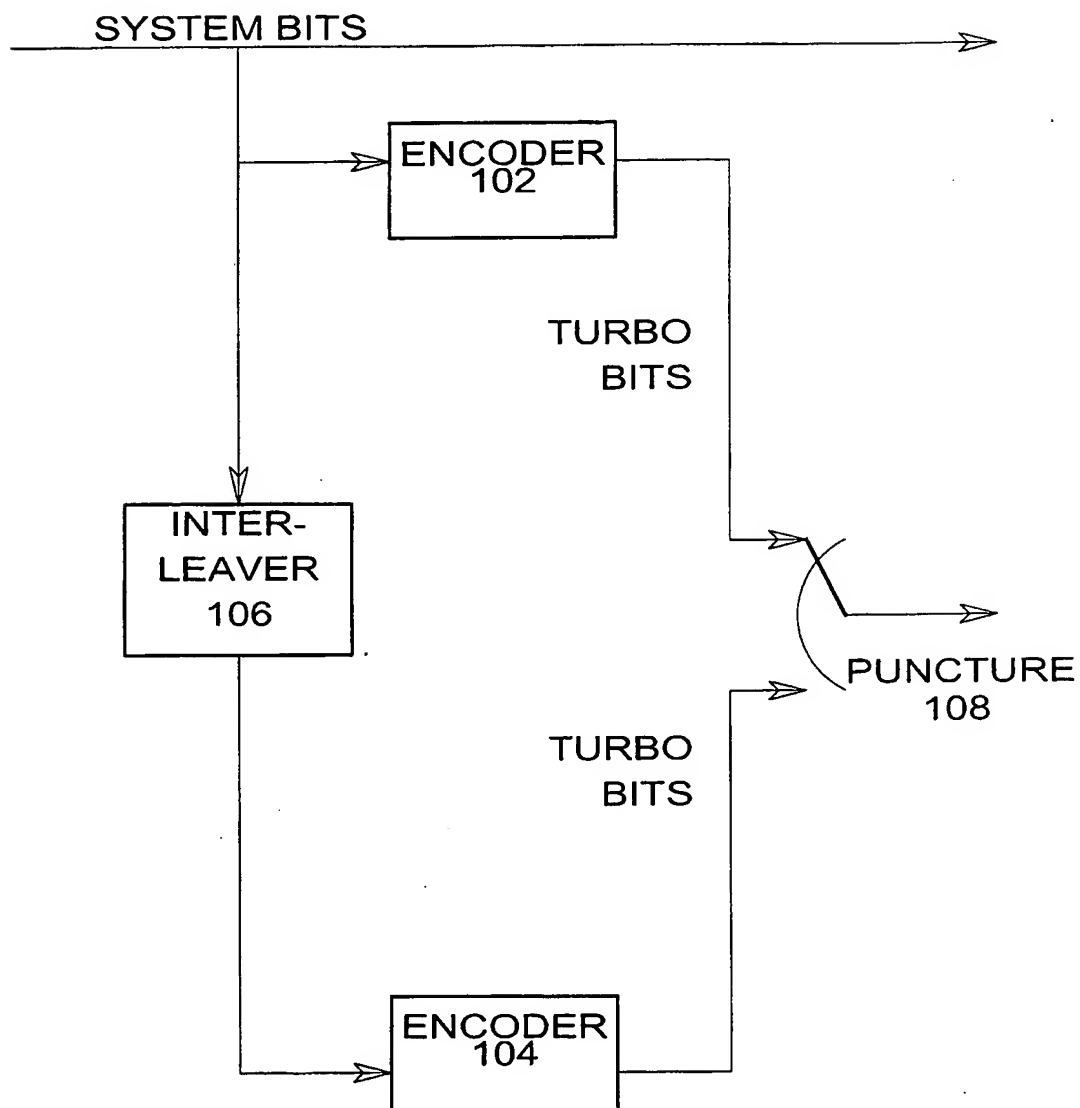 SYSTEM BITS
ENCODER
102
TURBO
BITS
INTER-
LEAVER
106
PUNCTURE
108
TURBO
BITS
ENCODER
104